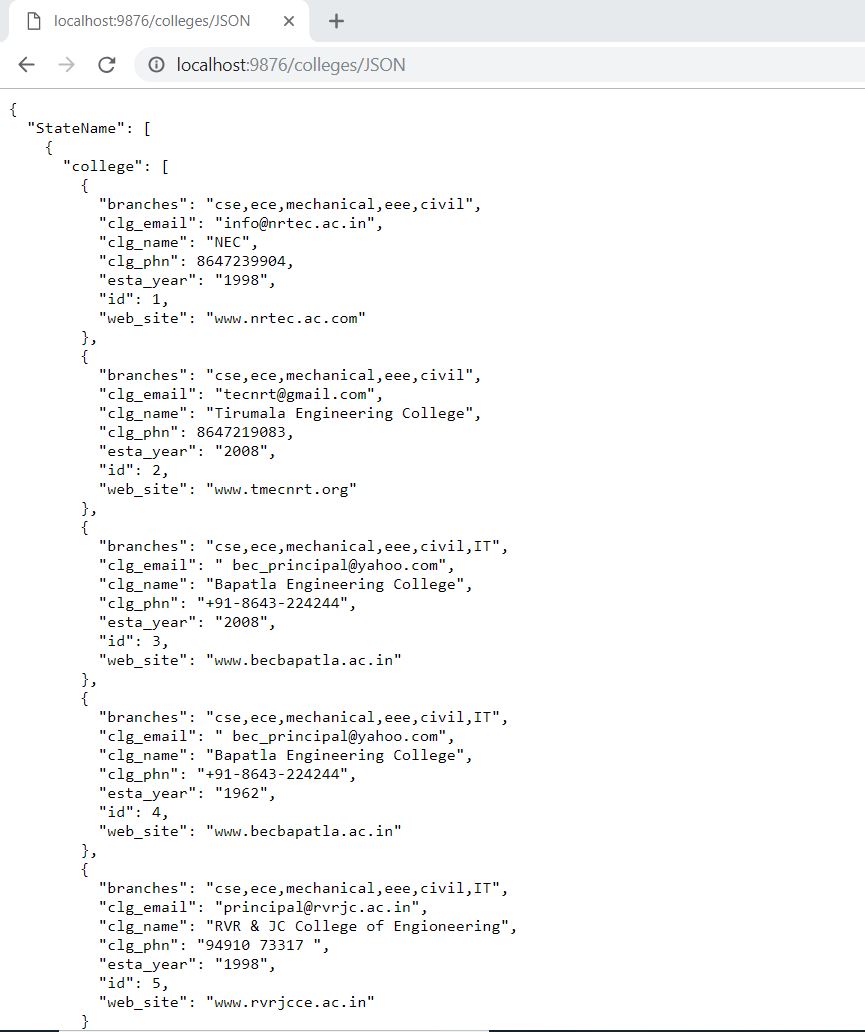 localhost:9876/colleges/JSON
localhost:9876/colleges/JSON
{
  "StateName": [
    {
      "college": [
        {
          "branches": "cse,ece,mechanical,eee,civil",
          "clg_email": "info@nrtec.ac.in",
          "clg_name": "NEC",
          "clg_phn": 8647239904,
          "esta_year": "1998",
          "id": 1,
          "web_site": "www.nrtec.ac.com"
        },
        {
          "branches": "cse,ece,mechanical,eee,civil",
          "clg_email": "tecnrt@gmail.com",
          "clg_name": "Tirumala Engineering College",
          "clg_phn": 8647219083,
          "esta_year": "2008",
          "id": 2,
          "web_site": "www.tmecnrt.org"
        },
        {
          "branches": "cse,ece,mechanical,eee,civil,IT",
          "clg_email": " bec_principal@yahoo.com",
          "clg_name": "Bapatla Engineering College",
          "clg_phn": "+91-8643-224244",
          "esta_year": "2008",
          "id": 3,
          "web_site": "www.becbapatla.ac.in"
        },
        {
          "branches": "cse,ece,mechanical,eee,civil,IT",
          "clg_email": " bec_principal@yahoo.com",
          "clg_name": "Bapatla Engineering College",
          "clg_phn": "+91-8643-224244",
          "esta_year": "1962",
          "id": 4,
          "web_site": "www.becbapatla.ac.in"
        },
        {
          "branches": "cse,ece,mechanical,eee,civil,IT",
          "clg_email": "principal@rvrjc.ac.in",
          "clg_name": "RVR & JC College of Engioneering",
          "clg_phn": "94910 73317 ",
          "esta_year": "1998",
          "id": 5,
          "web_site": "www.rvrjcce.ac.in"
        }